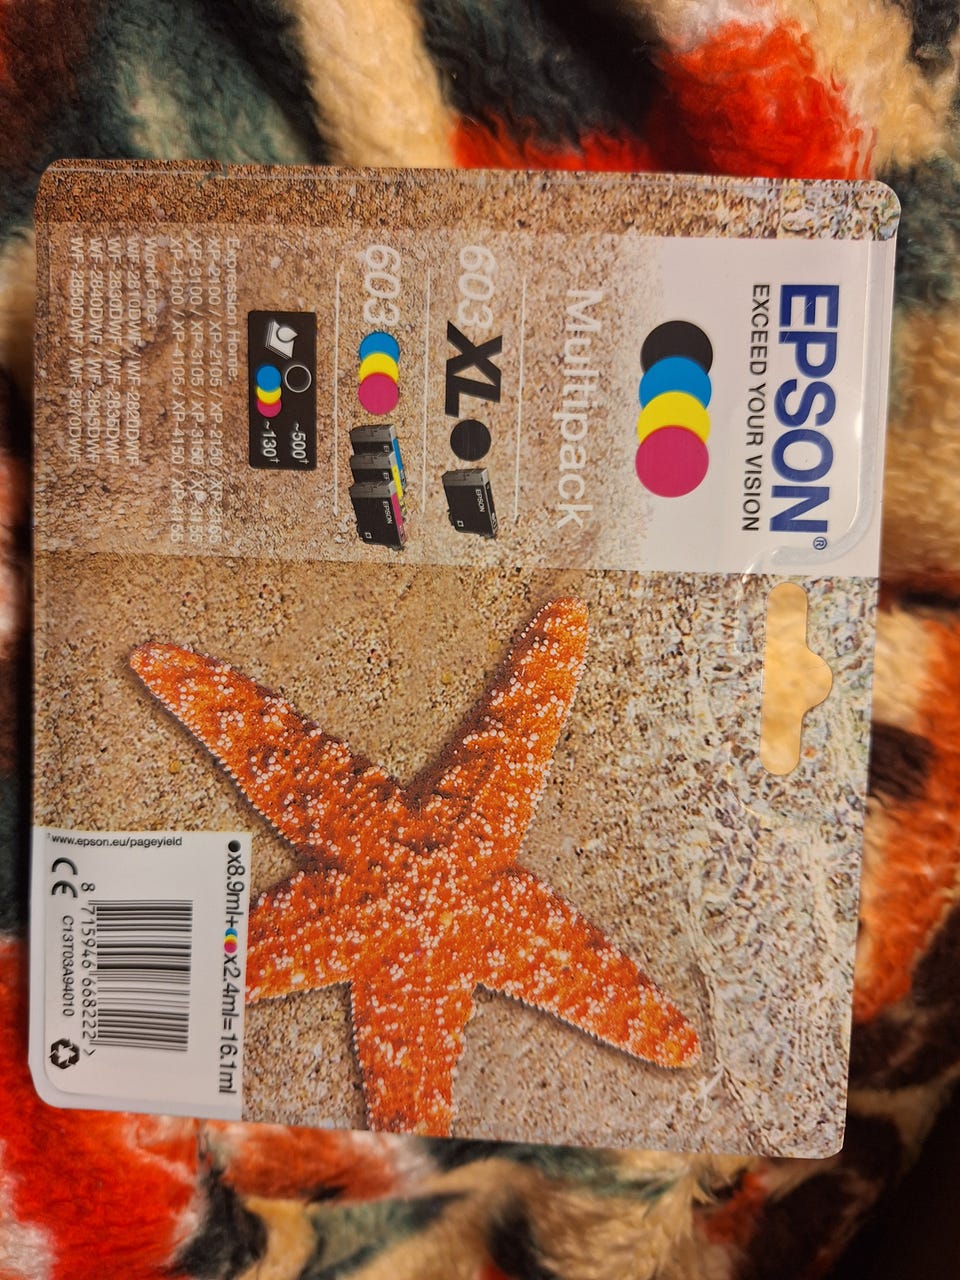 EPSON®
EXCEED YOUR VISION
Multipack
603XL
EPSON
603
EPSON
~500†
~130†
Expression Home:
XP-2100 / XP-2105 / XP-2150 / XP-2155
XP-3100 / XP-3105 / XP-3150 / XP-3155
XP-4100 / XP-4105 / XP-4150 / XP-4155
WorkForce:
WF-2810DWF / WF-2820DWF
WF-2830DWF / WF-2835DWF
WF-2840DWF / WF-2845DWF
WF-2850DWF / WF-2870DWF
x8.9ml+x2.4ml=16.1ml
8 715946 668222 >
C13T03A94010
CE
†www.epson.eu/pageyield